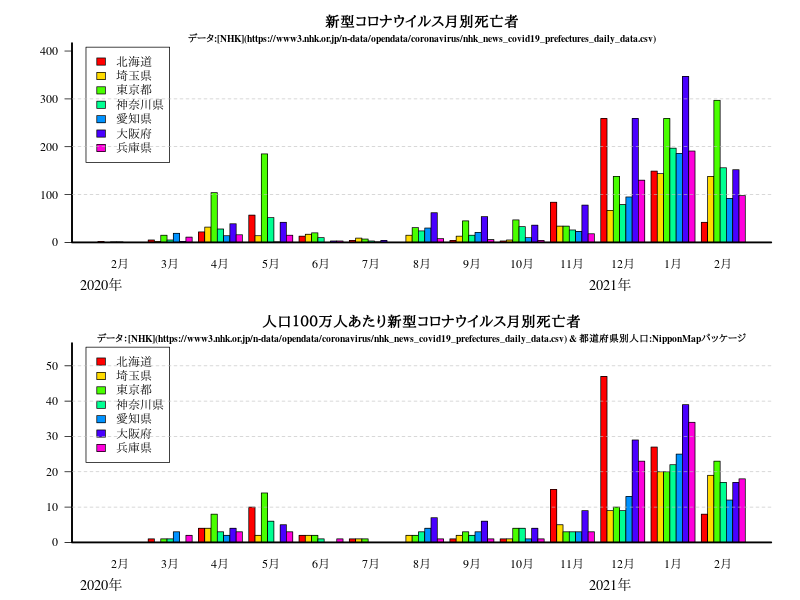 新型コロナウイルス月別死亡者
データ:[NHK](https://www3.nhk.or.jp/n-data/opendata/coronavirus/nhk_news_covid19_prefectures_daily_data.csv)
400
300
200
100
0
北海道
埼玉県
東京都
神奈川県
愛知県
大阪府
兵庫県
2月 3月 4月 5月 6月 7月 8月 9月 10月 11月 12月 1月 2月
2020年 2021年
人口100万人あたり新型コロナウイルス月別死亡者
データ:[NHK](https://www3.nhk.or.jp/n-data/opendata/coronavirus/nhk_news_covid19_prefectures_daily_data.csv) & 都道府県別人口:NipponMapパッケージ
50
40
30
20
10
0
北海道
埼玉県
東京都
神奈川県
愛知県
大阪府
兵庫県
2月 3月 4月 5月 6月 7月 8月 9月 10月 11月 12月 1月 2月
2020年 2021年